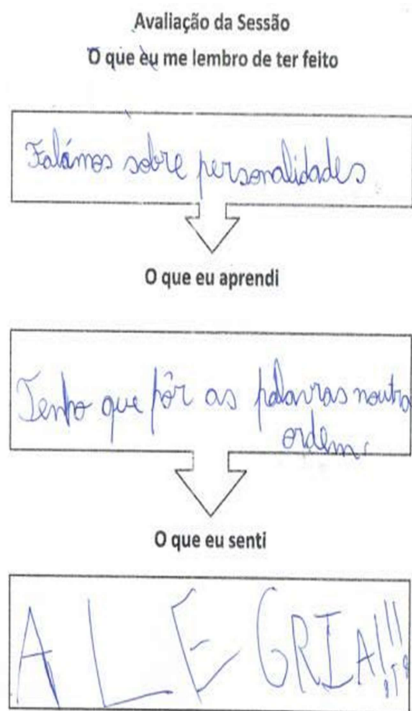 Avaliação da Sessão
O que eu me lembro de ter feito
Falámos sobre personalidades
O que eu aprendi
Tenho que pôr as palavras noutra
ordem.
O que eu senti
ALEGRIA!!!